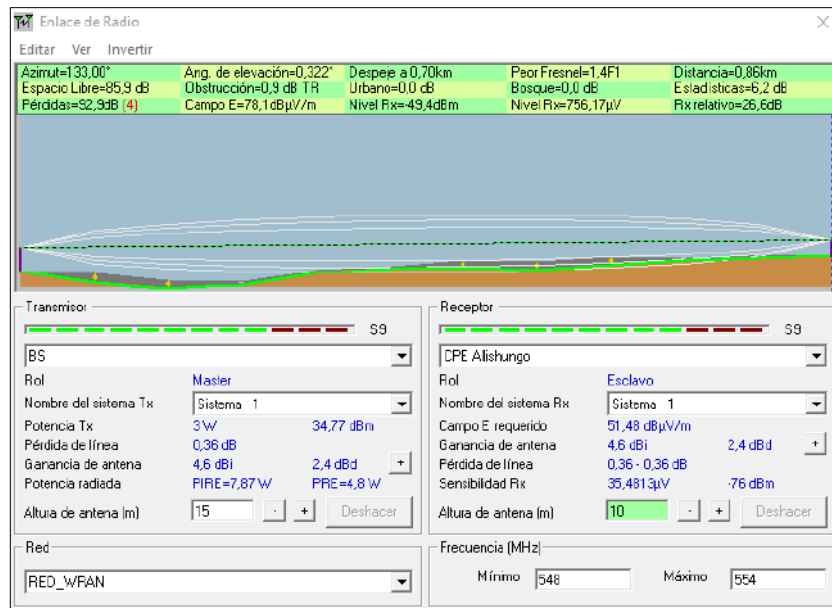 Enlace de Radio
Editar Ver Invertir
Azimut=133,00° Ang. de elevación=0,322° Despeje a 0,70km Peor Fresnel=1,4F1 Distancia=0,86km
Espacio Libre=85,9 dB Obstrucción=0,9 dB TR Urbano=0,0 dB Bosque=0,0 dB Estadísticas=6,2 dB
Pérdidas=92,9dB (4) Campo E=78,1dBµV/m Nivel Rx=-49,4dBm Nivel Rx=756,17µV Rx relativo=26,6dB
Transmisor
S9
BS
Rol Master
Nombre del sistema Tx Sistema 1
Potencia Tx 3 W 34,77 dBm
Pérdida de línea 0,36 dB
Ganancia de antena 4,6 dBi 2,4 dBd +
Potencia radiada PIRE=7,87 W PRE=4,8 W
Altura de antena (m) 15 - + Deshacer
Red
RED_WRAN
Receptor
S9
CPE Alishungo
Rol Esclavo
Nombre del sistema Rx Sistema 1
Campo E requerido 51,48 dBµV/m
Ganancia de antena 4,6 dBi 2,4 dBd +
Pérdida de línea 0,36 - 0,36 dB
Sensibilidad Rx 35,4813µV -76 dBm
Altura de antena (m) 10 - + Deshacer
Frecuencia (MHz)
Mínimo 548 Máximo 554